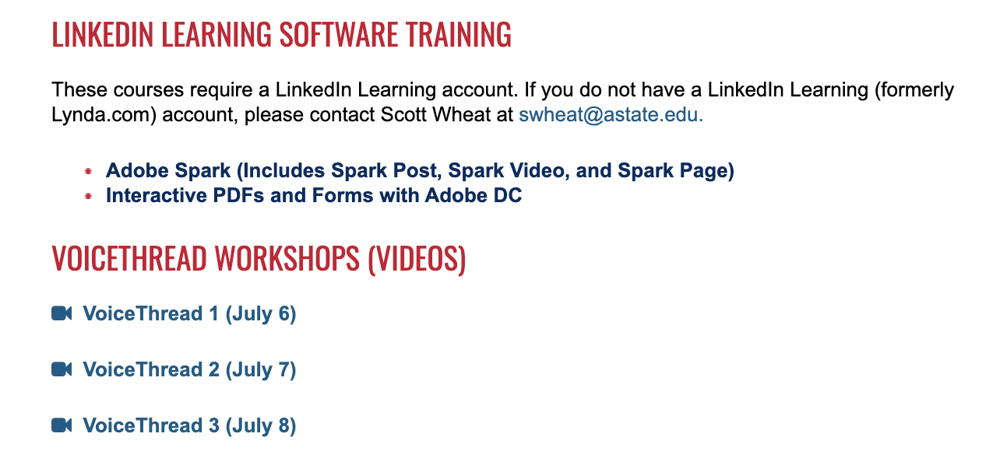 LINKEDIN LEARNING SOFTWARE TRAINING
These courses require a LinkedIn Learning account. If you do not have a LinkedIn Learning (formerly
Lynda.com) account, please contact Scott Wheat at swheat@astate.edu.
Adobe Spark (Includes Spark Post, Spark Video, and Spark Page)
Interactive PDFs and Forms with Adobe DC
VOICETHREAD WORKSHOPS (VIDEOS)
VoiceThread 1 (July 6)
VoiceThread 2 (July 7)
VoiceThread 3 (July 8)